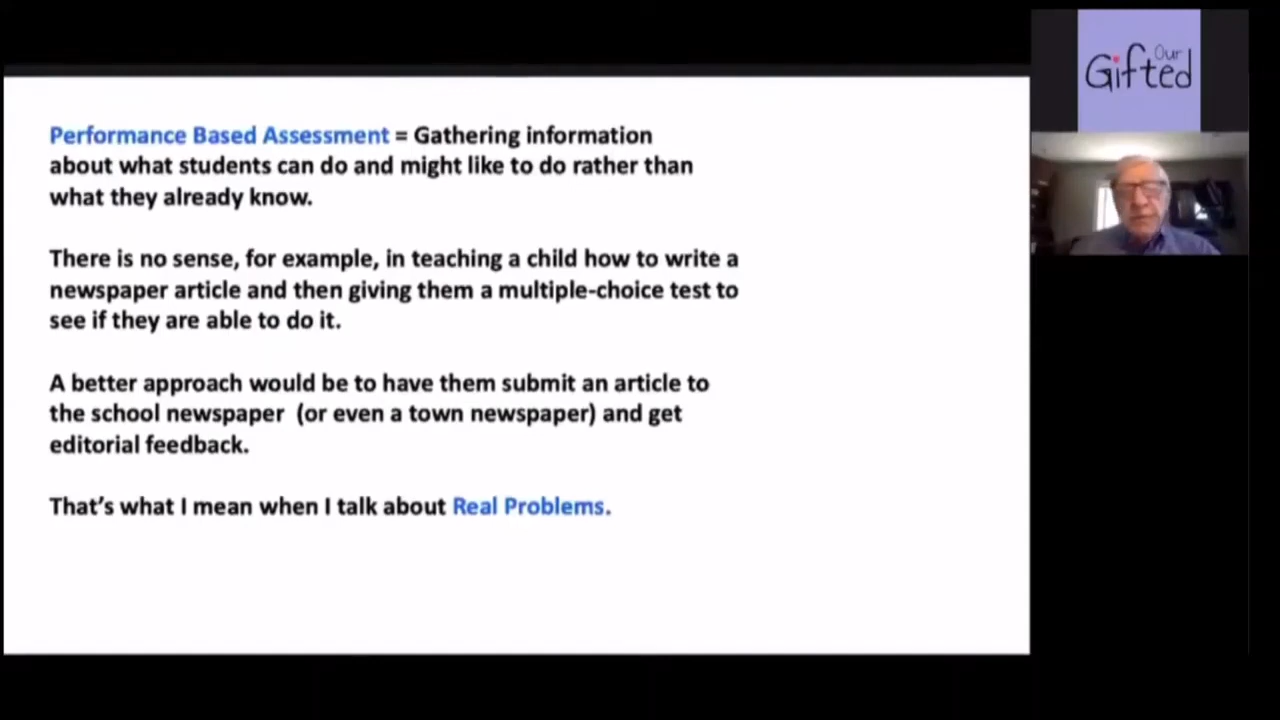 Performance Based Assessment = Gathering information
about what students can do and might like to do rather than
what they already know.
There is no sense, for example, in teaching a child how to write a
newspaper article and then giving them a multiple-choice test to
see if they are able to do it.
A better approach would be to have them submit an article to
the school newspaper  (or even a town newspaper) and get
editorial feedback.
That’s what I mean when I talk about Real Problems.
Our
Gifted